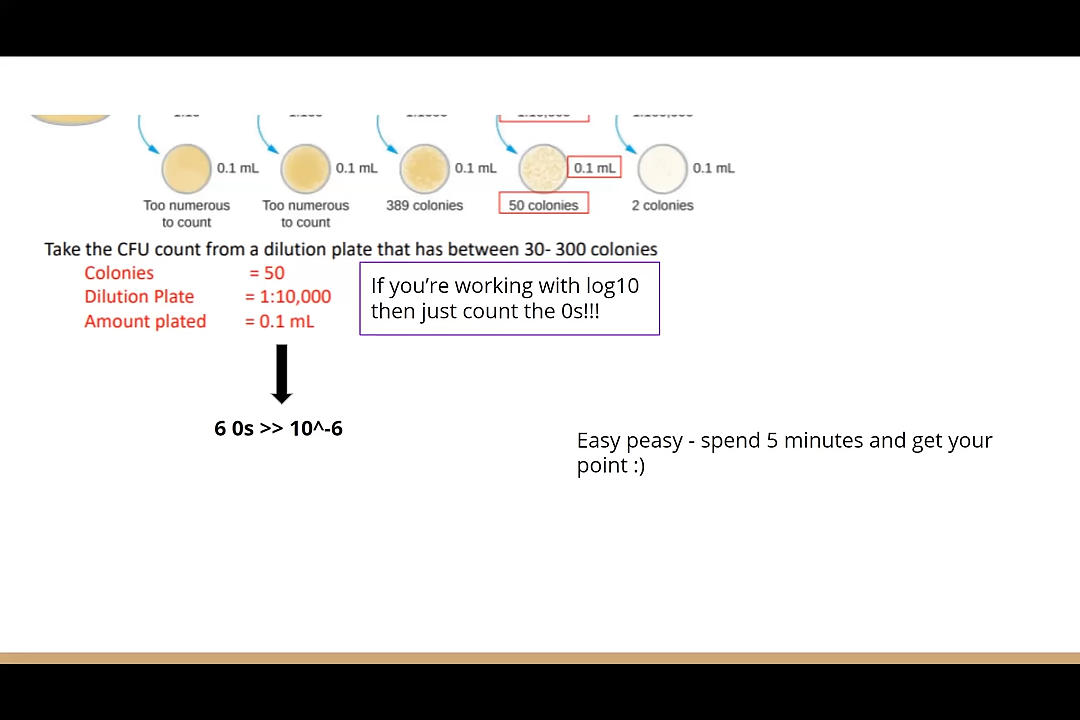 0.1 mL 0.1 mL 0.1 mL 0.1 mL 0.1 mL
Too numerous Too numerous 389 colonies 50 colonies 2 colonies
to count to count
Take the CFU count from a dilution plate that has between 30- 300 colonies
Colonies = 50
Dilution Plate = 1:10,000
Amount plated = 0.1 mL
If you’re working with log10
then just count the 0s!!!
6 0s >> 10^-6
Easy peasy - spend 5 minutes and get your
point :)